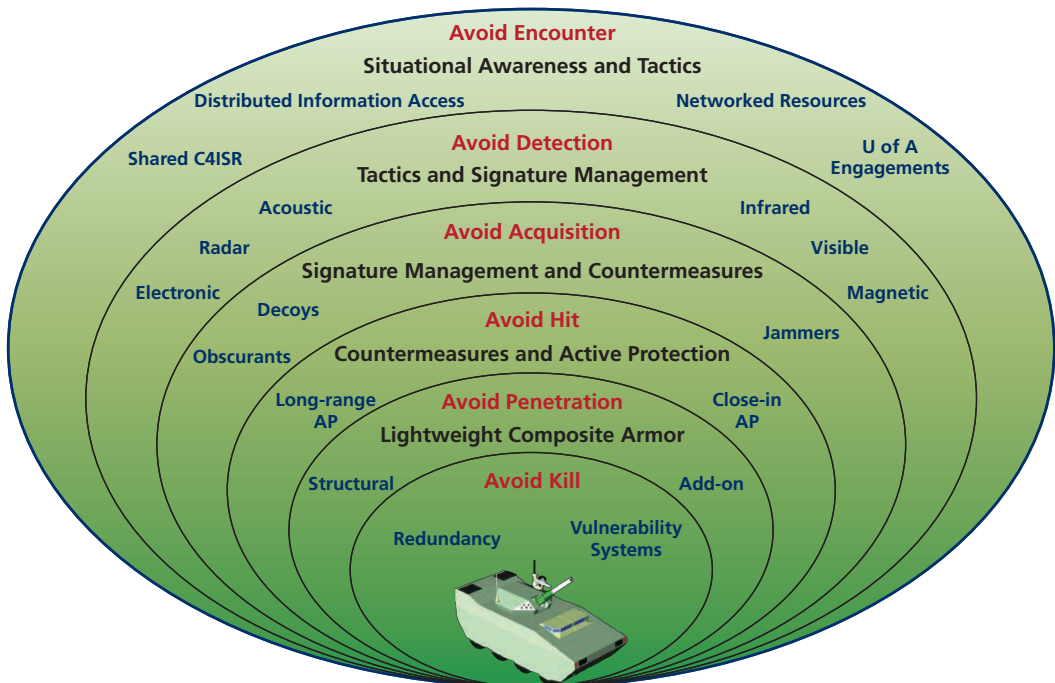 Avoid Encounter
Situational Awareness and Tactics
Distributed Information Access
Networked Resources
Shared C4ISR
U of A
Engagements
Avoid Detection
Tactics and Signature Management
Acoustic
Infrared
Radar
Visible
Electronic
Magnetic
Avoid Acquisition
Signature Management and Countermeasures
Decoys
Jammers
Obscurants
Avoid Hit
Countermeasures and Active Protection
Long-range
AP
Close-in
AP
Avoid Penetration
Lightweight Composite Armor
Structural
Add-on
Avoid Kill
Redundancy
Vulnerability
Systems